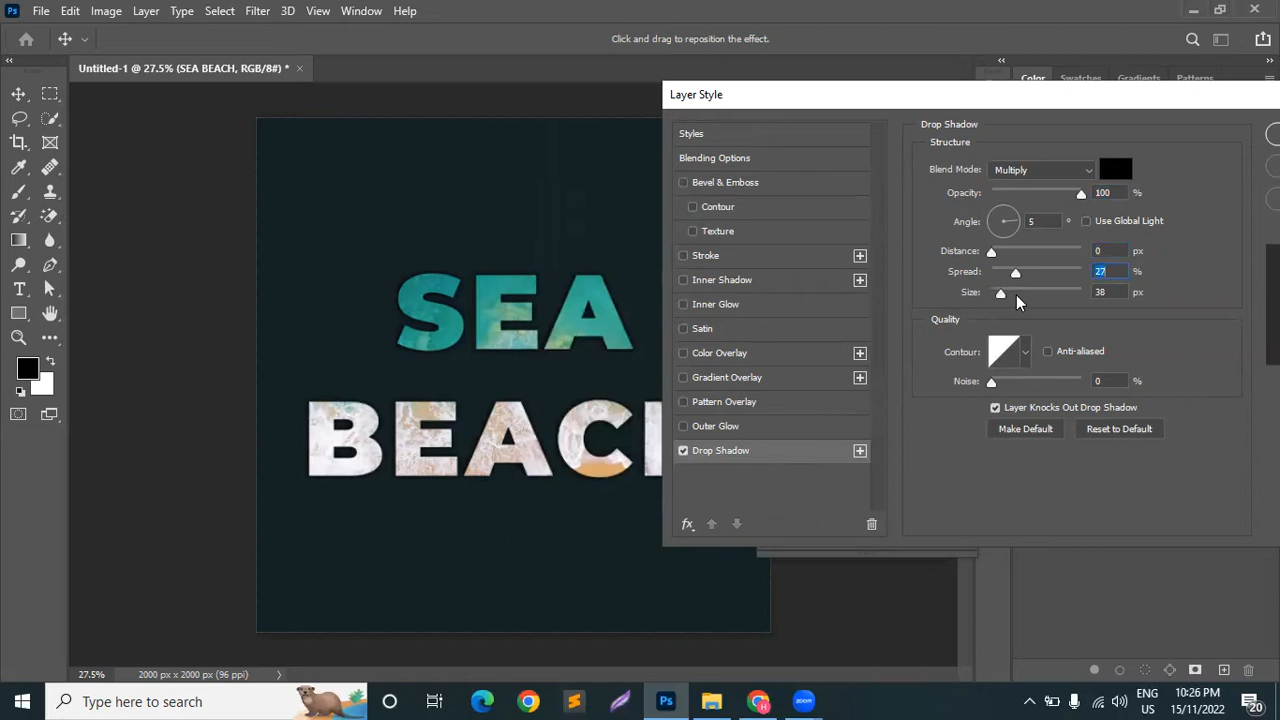 Ps File Edit Image Layer Type Select Filter 3D View Window Help
Click and drag to reposition the effect.
Untitled-1 @ 27.5% (SEA BEACH, RGB/8#) * ×
Color Swatches Gradients Patterns
Layer Style
Styles
Blending Options
Bevel & Emboss
Contour
Texture
Stroke
Inner Shadow
Inner Glow
Satin
Color Overlay
Gradient Overlay
Pattern Overlay
Outer Glow
Drop Shadow
fx
Drop Shadow
Structure
Blend Mode: Multiply
Opacity: 100 %
Angle: 5 ° Use Global Light
Distance: 0 px
Spread: 27 %
Size: 38 px
Quality
Contour: Anti-aliased
Noise: 0 %
Layer Knocks Out Drop Shadow
Make Default Reset to Default
SEA
BEACH
27.5% 2000 px x 2000 px (96 ppi)
Type here to search
Ps
H
zoom
ENG
US
10:26 PM
15/11/2022
20